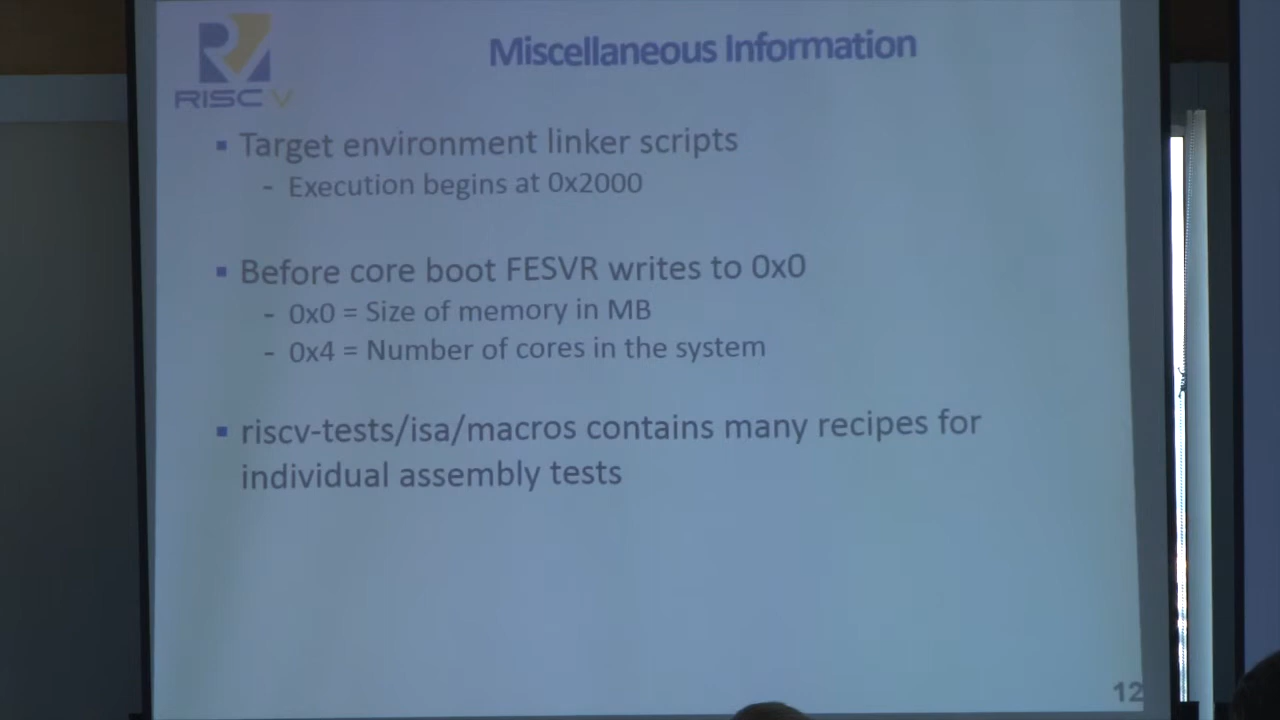 RISC V
Miscellaneous Information
▪ Target environment linker scripts
- Execution begins at 0x2000
▪ Before core boot FESVR writes to 0x0
- 0x0 = Size of memory in MB
- 0x4 = Number of cores in the system
▪ riscv-tests/isa/macros contains many recipes for
individual assembly tests
12